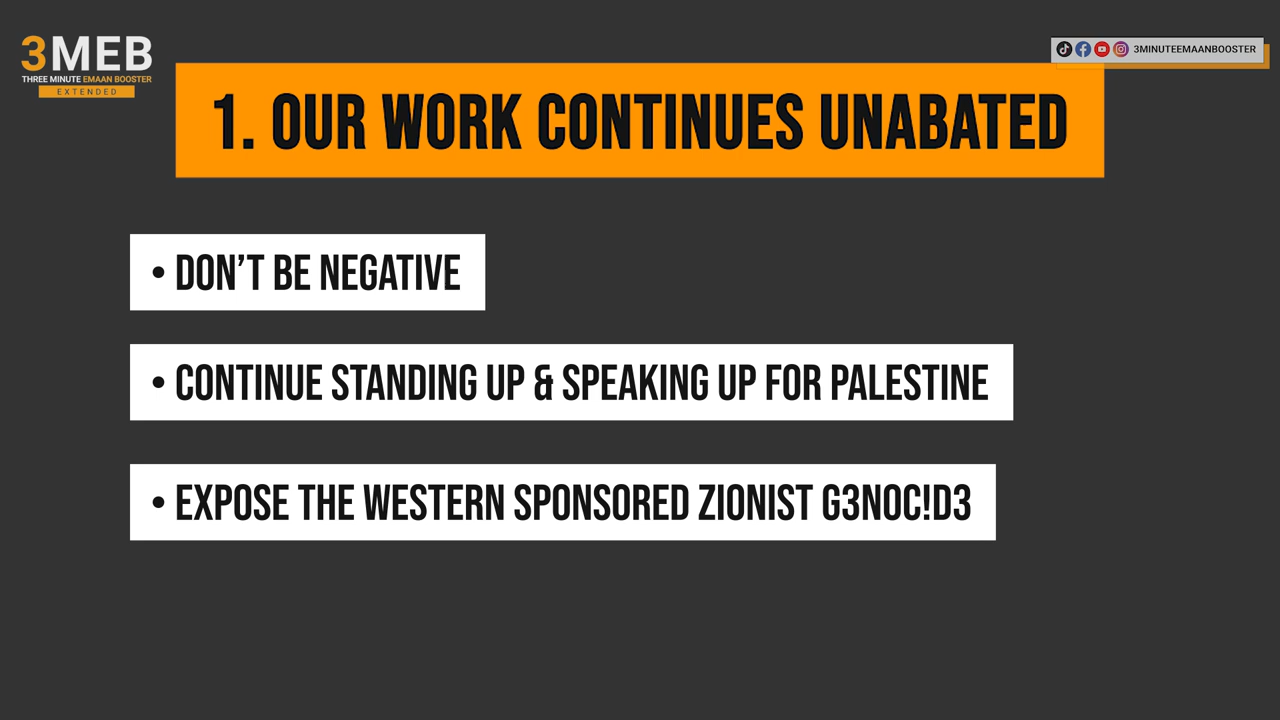 3MEB
THREE MINUTE EMAAN BOOSTER
EXTENDED
3MINUTEEMAANBOOSTER
1. OUR WORK CONTINUES UNABATED
• DON'T BE NEGATIVE
• CONTINUE STANDING UP & SPEAKING UP FOR PALESTINE
• EXPOSE THE WESTERN SPONSORED ZIONIST G3NOC!D3